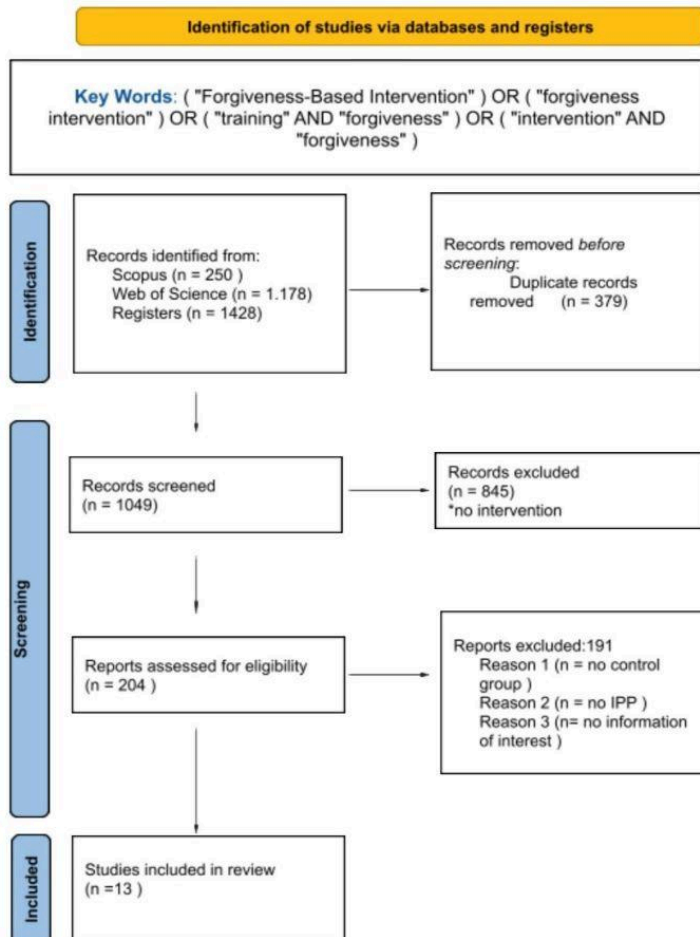 Identification of studies via databases and registers
Key Words: ( "Forgiveness-Based Intervention" ) OR ( "forgiveness
intervention" ) OR ( "training" AND "forgiveness" ) OR ( "intervention" AND
"forgiveness" )
Identification
Records identified from:
Scopus (n = 250 )
Web of Science (n = 1.178)
Registers (n = 1428)
Records removed before
screening:
Duplicate records
removed (n = 379)
Screening
Records screened
(n = 1049)
Records excluded
(n = 845)
*no intervention
Reports assessed for eligibility
(n = 204 )
Reports excluded:191
Reason 1 (n = no control
group )
Reason 2 (n = no IPP )
Reason 3 (n= no information
of interest )
Included
Studies included in review
(n =13 )